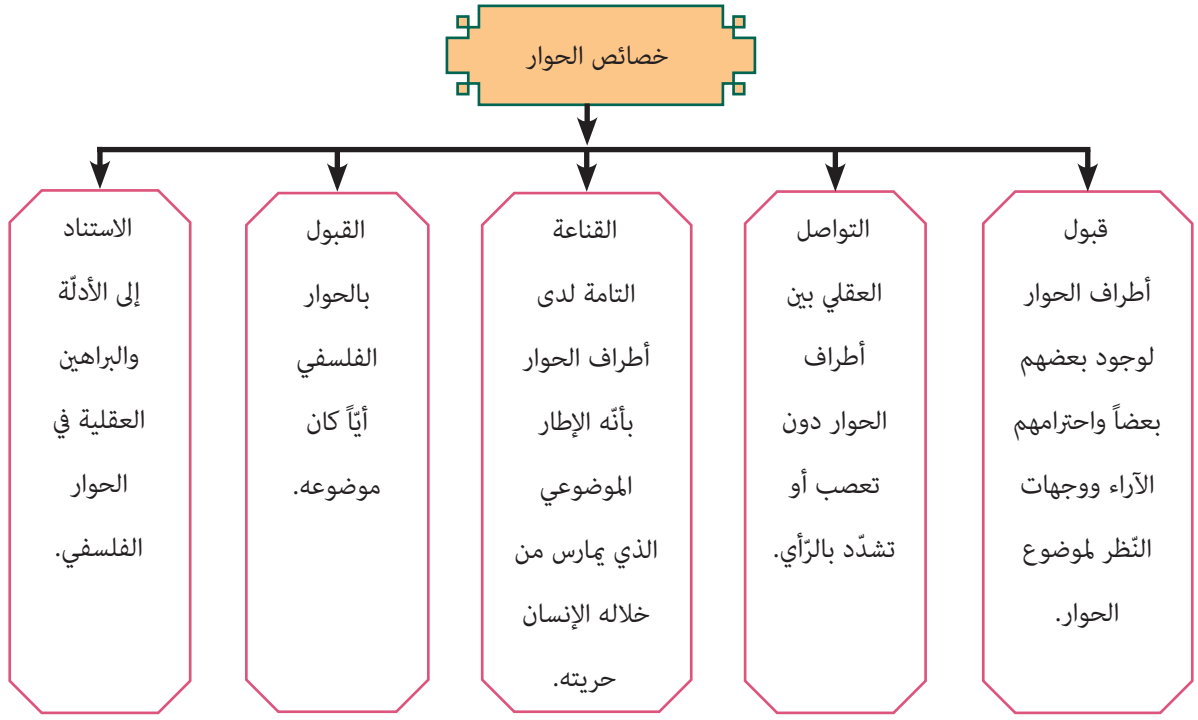 خصائص الحوار
قبول
أطراف الحوار
لوجود بعضهم
بعضاً واحترامهم
الآراء ووجهات
النّظر لموضوع
الحوار.
التواصل
العقلي بين
أطراف
الحوار دون
تعصب أو
تشدّد بالرّأي.
القناعة
التامة لدى
أطراف الحوار
بأنّه الإطار
الموضوعي
الذي يمارس من
خلاله الإنسان
حريته.
القبول
بالحوار
الفلسفي
أيّاً كان
موضوعه.
الاستناد
إلى الأدلّة
والبراهين
العقلية في
الحوار
الفلسفي.